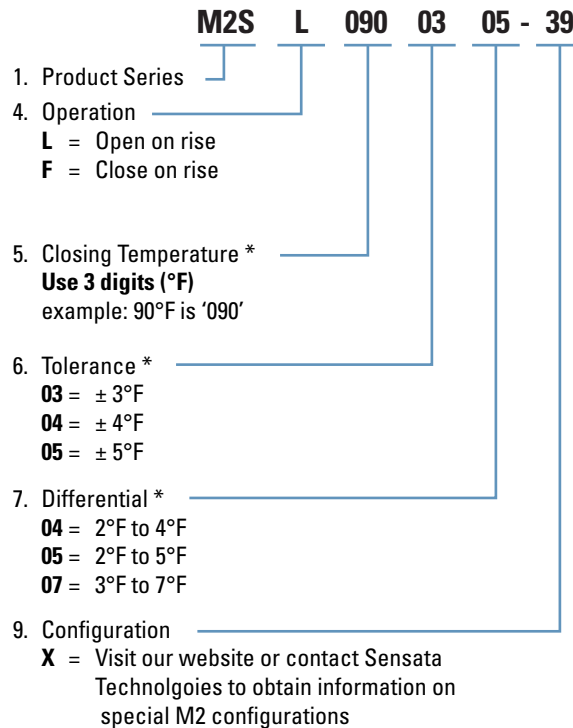 M2S L 090 03 05 - 39
1. Product Series
4. Operation
L = Open on rise
F = Close on rise
5. Closing Temperature *
Use 3 digits (°F)
example: 90°F is ‘090’
6. Tolerance *
03 = ± 3°F
04 = ± 4°F
05 = ± 5°F
7. Differential *
04 = 2°F to 4°F
05 = 2°F to 5°F
07 = 3°F to 7°F
9. Configuration
X = Visit our website or contact Sensata
Technolgoies to obtain information on
special M2 configurations